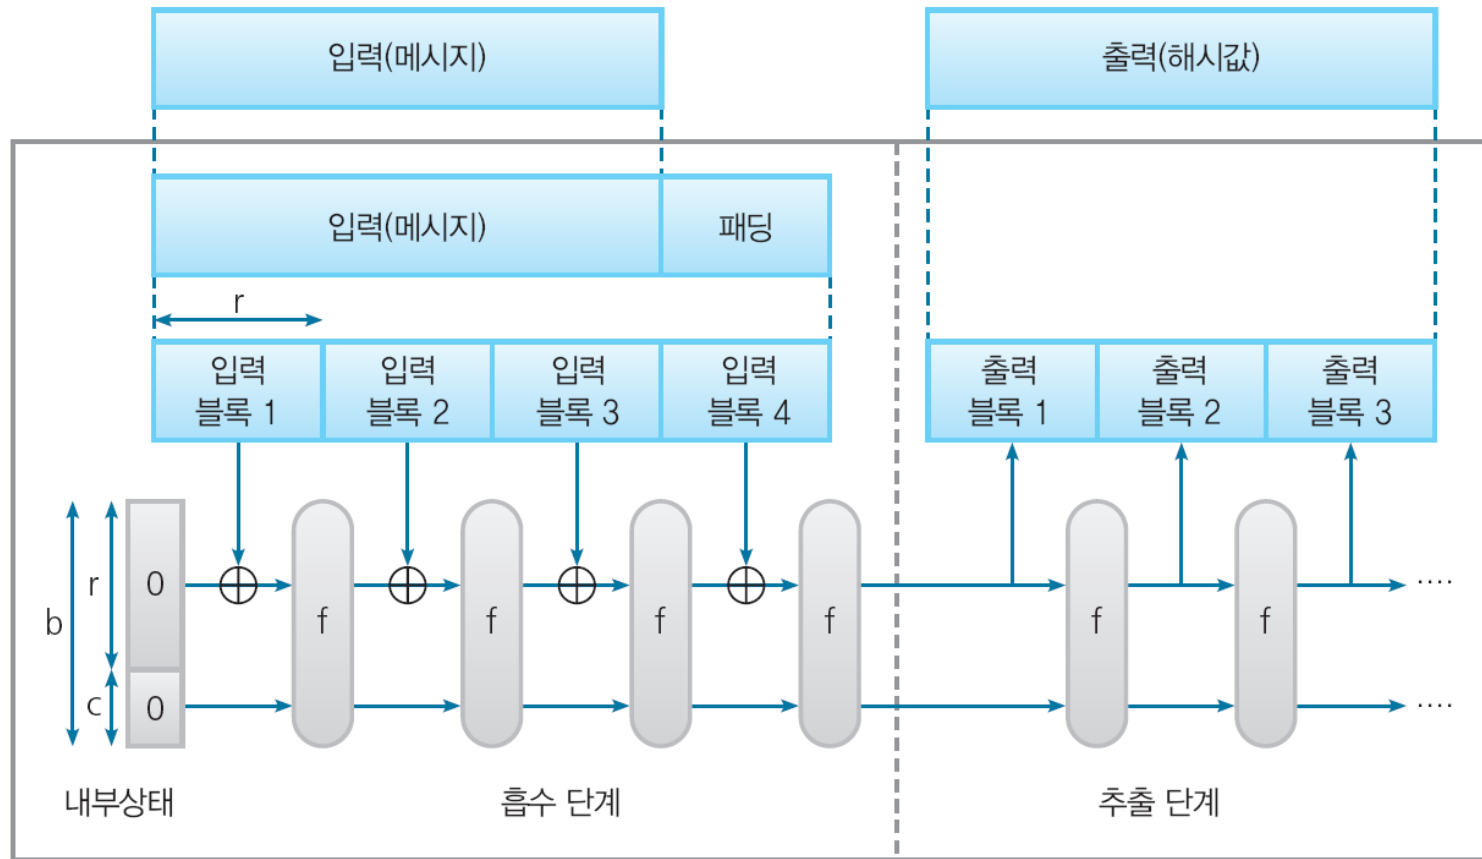 입력(메시지)
출력(해시값)
입력(메시지)
패딩
r
입력
블록 1
입력
블록 2
입력
블록 3
입력
블록 4
출력
블록 1
출력
블록 2
출력
블록 3
b
r
c
0
0
f
f
f
f
f
f
····
····
내부상태
흡수 단계
추출 단계